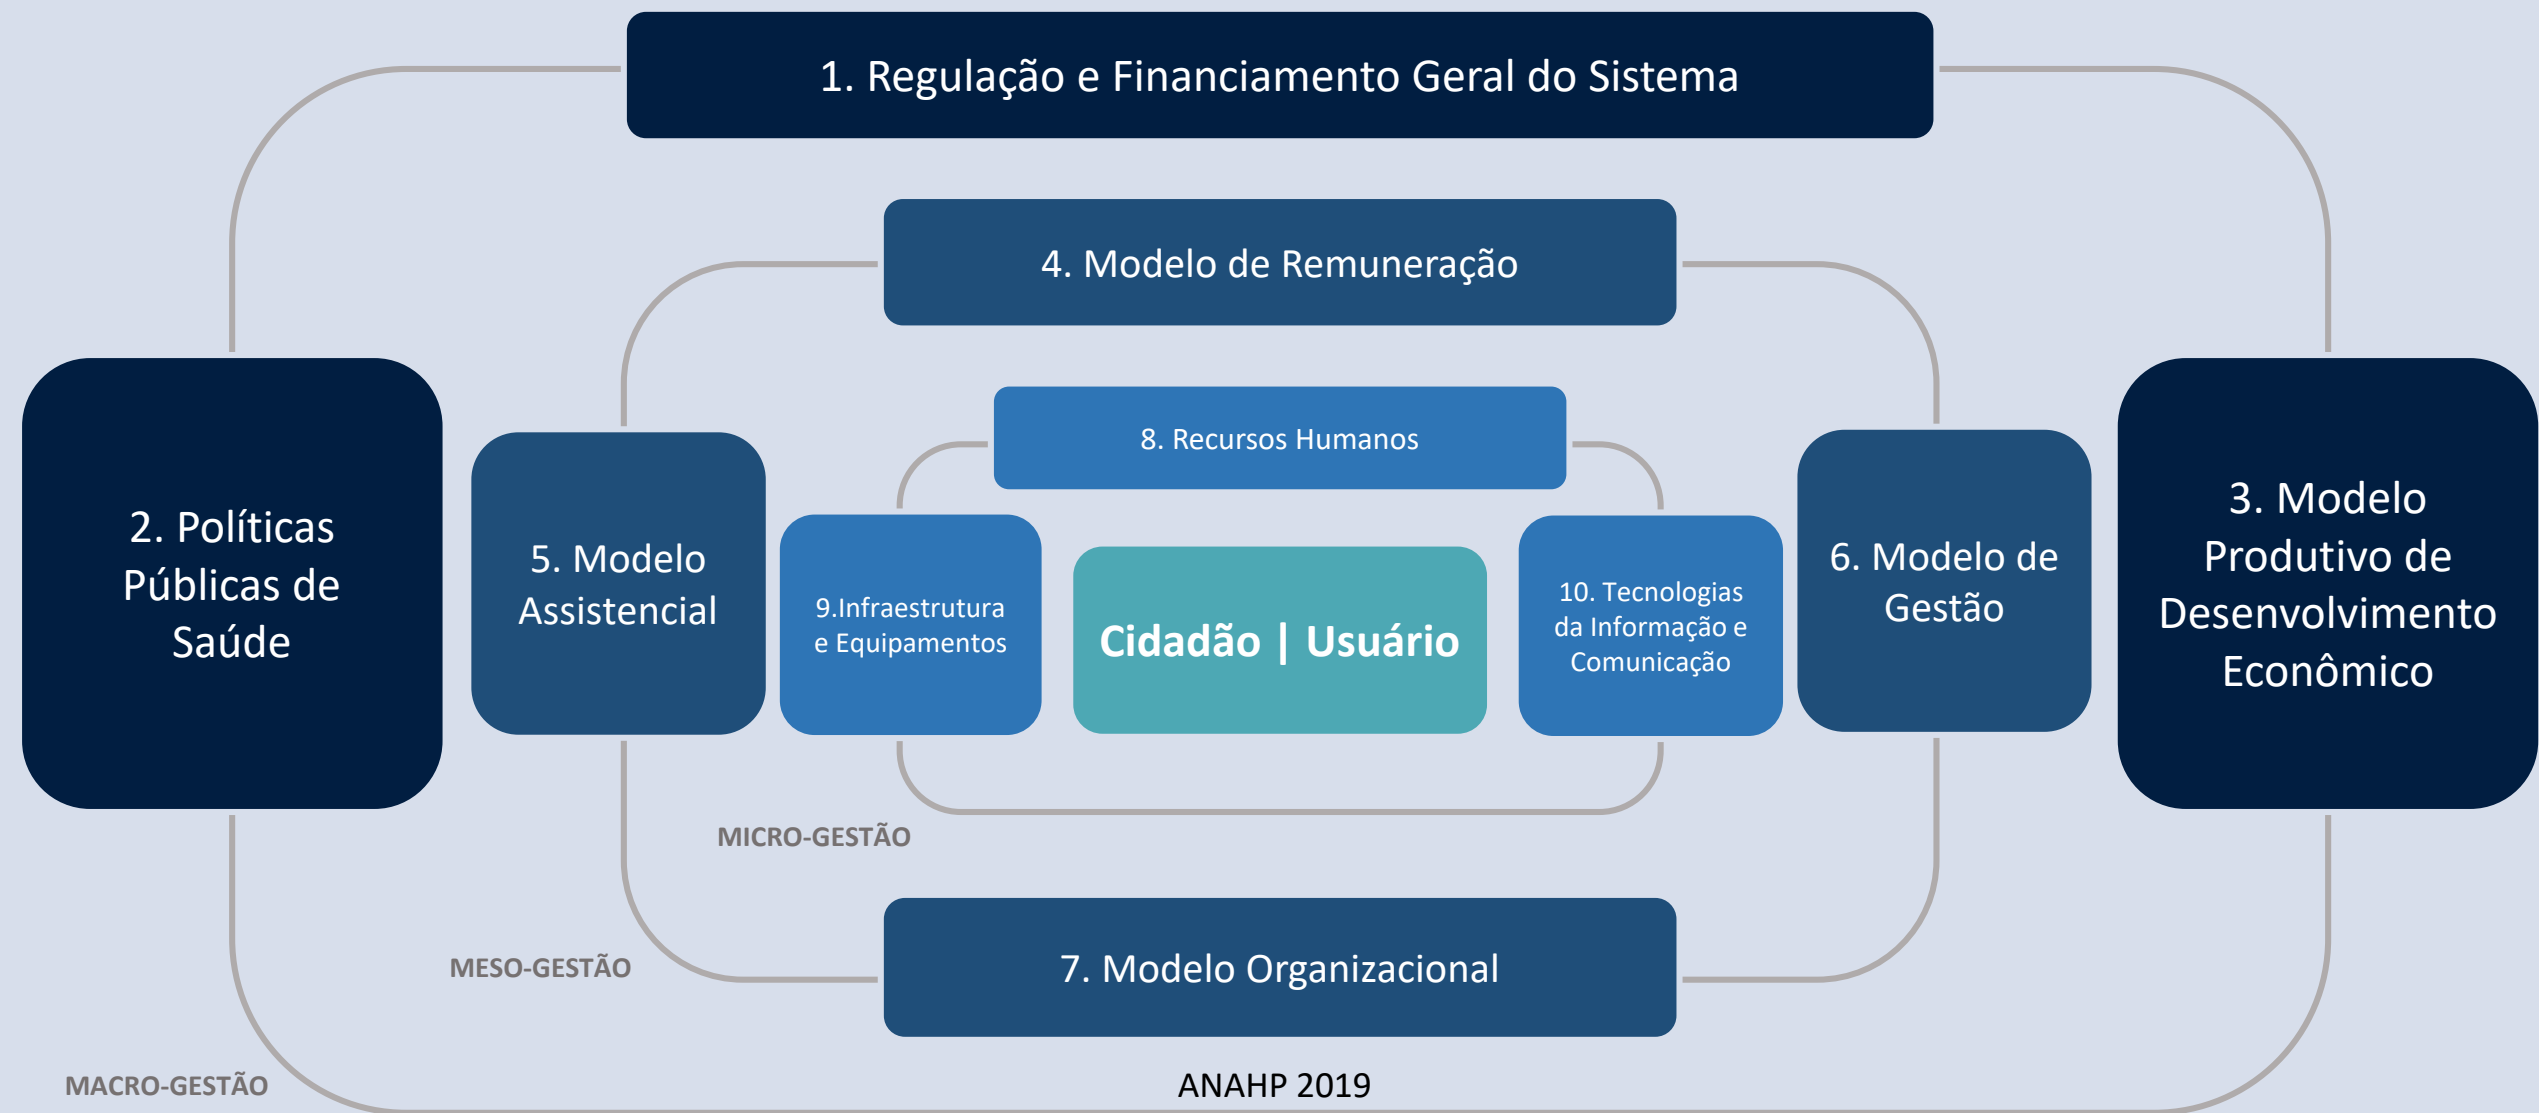 1. Regulação e Financiamento Geral do Sistema
4. Modelo de Remuneração
8. Recursos Humanos
2. Políticas
Públicas de
Saúde
5. Modelo
Assistencial
9.Infraestrutura
e Equipamentos
Cidadão | Usuário
10. Tecnologias
da Informação e
Comunicação
6. Modelo de
Gestão
3. Modelo
Produtivo de
Desenvolvimento
Econômico
MICRO-GESTÃO
7. Modelo Organizacional
MESO-GESTÃO
MACRO-GESTÃO
ANAHP 2019